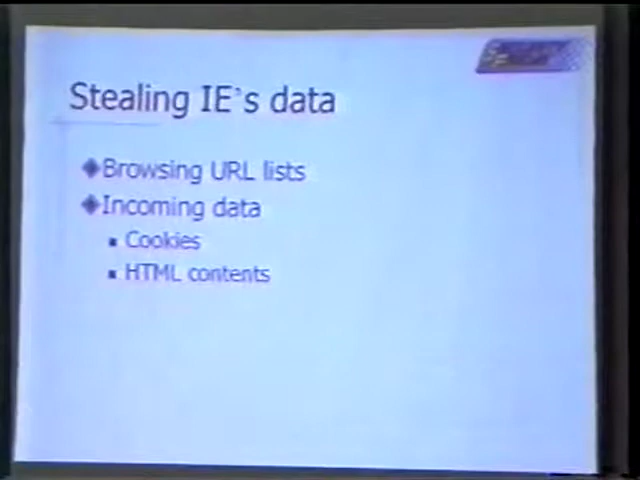 Stealing IE's data
Browsing URL lists
Incoming data
Cookies
HTML contents